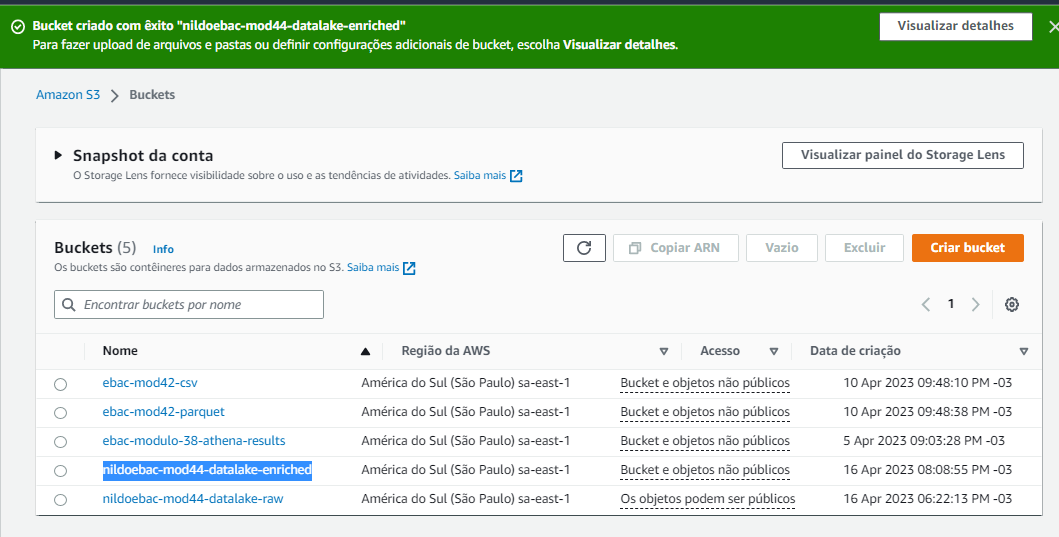 Bucket criado com êxito "nildoebac-mod44-datalake-enriched"
Para fazer upload de arquivos e pastas ou definir configurações adicionais de bucket, escolha Visualizar detalhes.
Visualizar detalhes
Amazon S3 > Buckets
Snapshot da conta
O Storage Lens fornece visibilidade sobre o uso e as tendências de atividades. Saiba mais
Visualizar painel do Storage Lens
Buckets (5) Info
Os buckets são contêineres para dados armazenados no S3. Saiba mais
Copiar ARN Vazio Excluir Criar bucket
Encontrar buckets por nome
1
Nome Região da AWS Acesso Data de criação
ebac-mod42-csv América do Sul (São Paulo) sa-east-1 Bucket e objetos não públicos 10 Apr 2023 09:48:10 PM -03
ebac-mod42-parquet América do Sul (São Paulo) sa-east-1 Bucket e objetos não públicos 10 Apr 2023 09:48:38 PM -03
ebac-modulo-38-athena-results América do Sul (São Paulo) sa-east-1 Bucket e objetos não públicos 5 Apr 2023 09:03:28 PM -03
nildoebac-mod44-datalake-enriched América do Sul (São Paulo) sa-east-1 Bucket e objetos não públicos 16 Apr 2023 08:08:55 PM -03
nildoebac-mod44-datalake-raw América do Sul (São Paulo) sa-east-1 Os objetos podem ser públicos 16 Apr 2023 06:22:13 PM -03